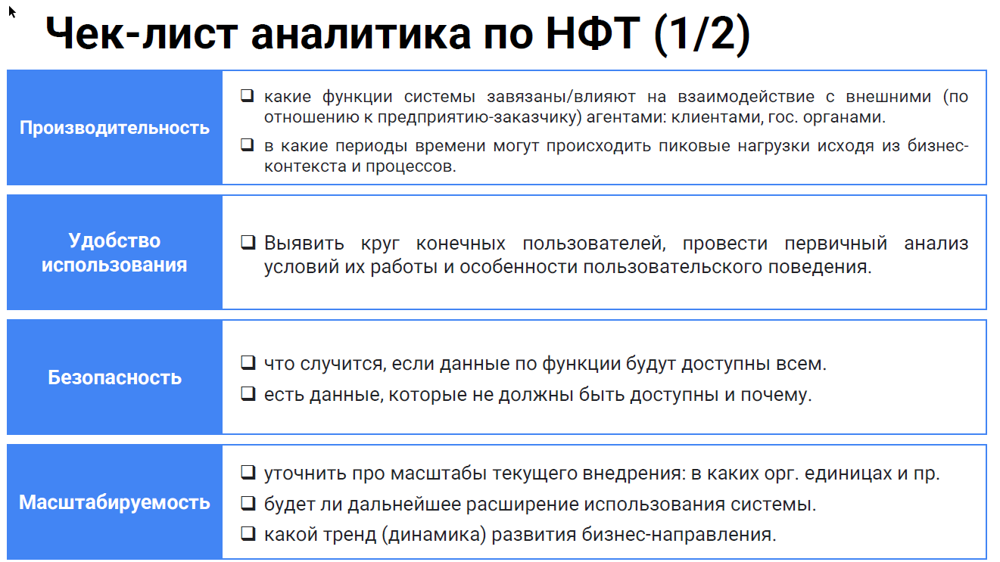 Чек-лист аналитика по НФТ (1/2)
Производительность
какие функции системы завязаны/влияют на взаимодействие с внешними (по
отношению к предприятию-заказчику) агентами: клиентами, гос. органами.
в какие периоды времени могут происходить пиковые нагрузки исходя из бизнес-
контекста и процессов.
Удобство
использования
Выявить круг конечных пользователей, провести первичный анализ
условий их работы и особенности пользовательского поведения.
Безопасность
что случится, если данные по функции будут доступны всем.
есть данные, которые не должны быть доступны и почему.
Масштабируемость
уточнить про масштабы текущего внедрения: в каких орг. единицах и пр.
будет ли дальнейшее расширение использования системы.
какой тренд (динамика) развития бизнес-направления.